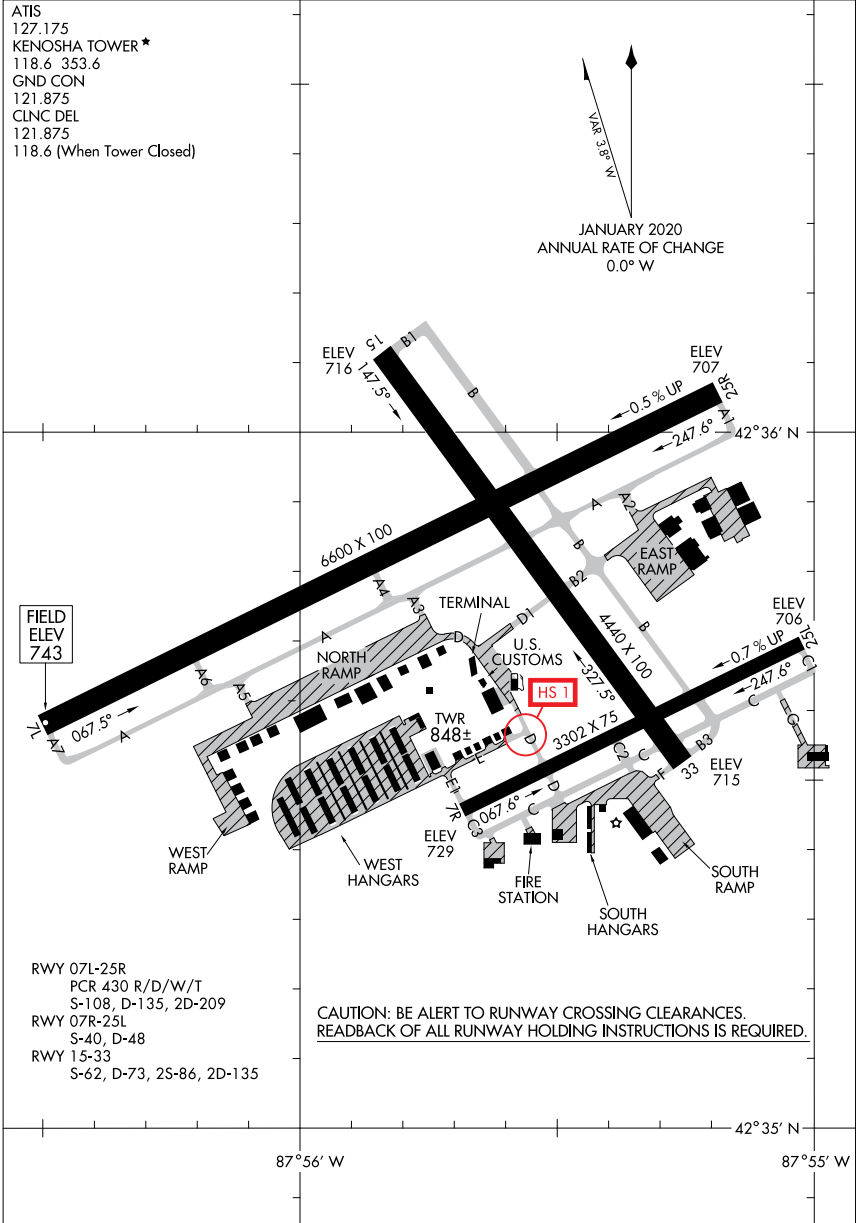 ATIS
127.175
KENOSHA TOWER★
118.6 353.6
GND CON
121.875
CLNC DEL
121.875
118.6 (When Tower Closed)
VAR 3.8° W
JANUARY 2020
ANNUAL RATE OF CHANGE
0.0° W
ELEV
716
15
B1
147.5°
B
ELEV
707
25R
0.5 % UP
A1
247.6°
42°36' N
6600 X 100
A
A2
B
EAST
RAMP
B2
A4
A3
TERMINAL
D1
D
U.S.
CUSTOMS
4440 X 100
B
ELEV
706
25L
0.7 % UP
C1
247.6°
FIELD
ELEV
743
A
NORTH
RAMP
A6
A5
327.5°
HS 1
7L
067.5°
A7
A
TWR
848±
D
3302 X 75
C
C
E
C2
C
B3
F
33
ELEV
715
E1
7R
067.6°
D
C
C3
ELEV
729
WEST
RAMP
WEST
HANGARS
FIRE
STATION
SOUTH
HANGARS
SOUTH
RAMP
RWY 07L-25R
PCR 430 R/D/W/T
S-108, D-135, 2D-209
RWY 07R-25L
S-40, D-48
RWY 15-33
S-62, D-73, 2S-86, 2D-135
CAUTION: BE ALERT TO RUNWAY CROSSING CLEARANCES.
READBACK OF ALL RUNWAY HOLDING INSTRUCTIONS IS REQUIRED.
42°35' N
87°56' W
87°55' W